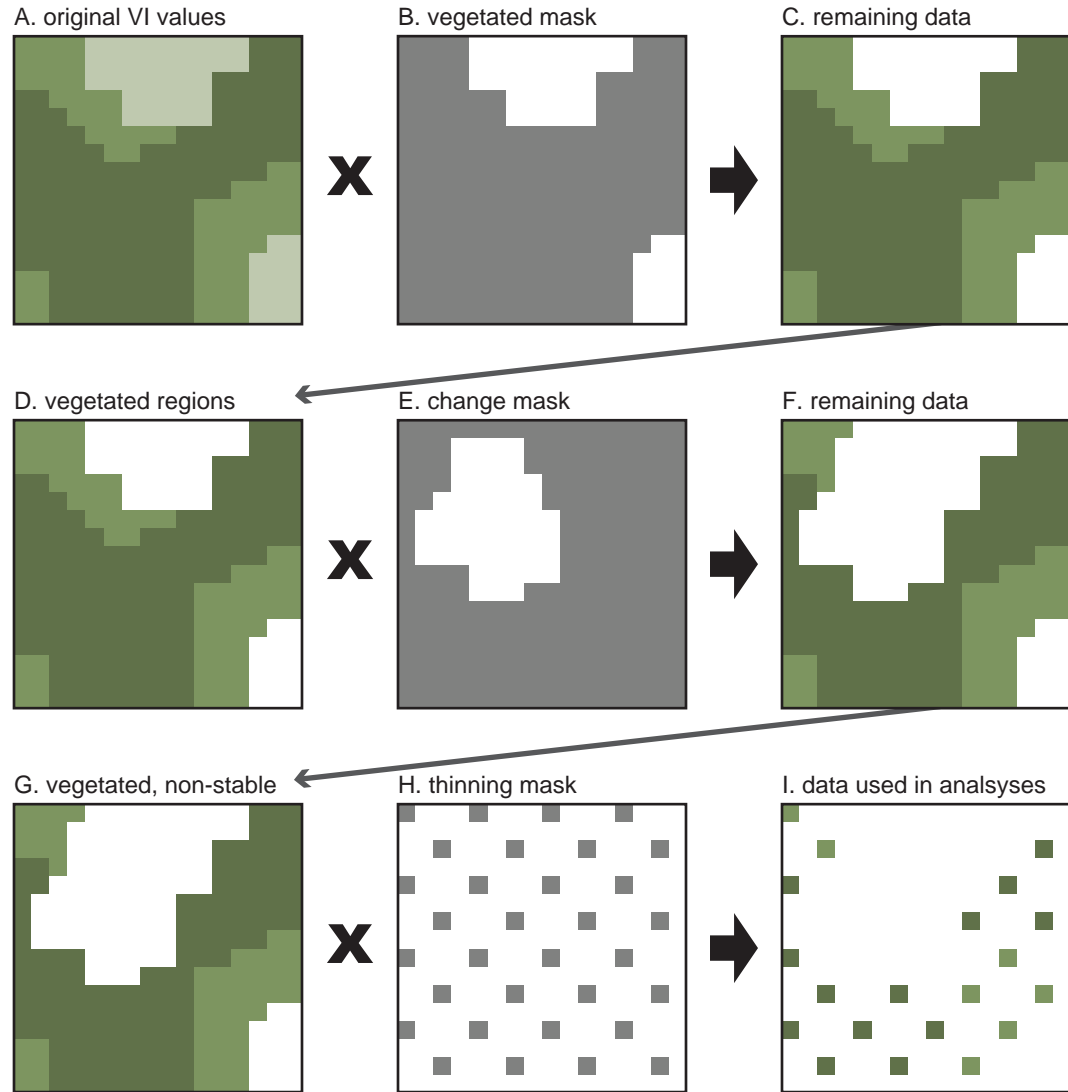 A. original VI values
B. vegetated mask
C. remaining data
x
D. vegetated regions
E. change mask
F. remaining data
x
G. vegetated, non-stable
H. thinning mask
I. data used in analsyses
x